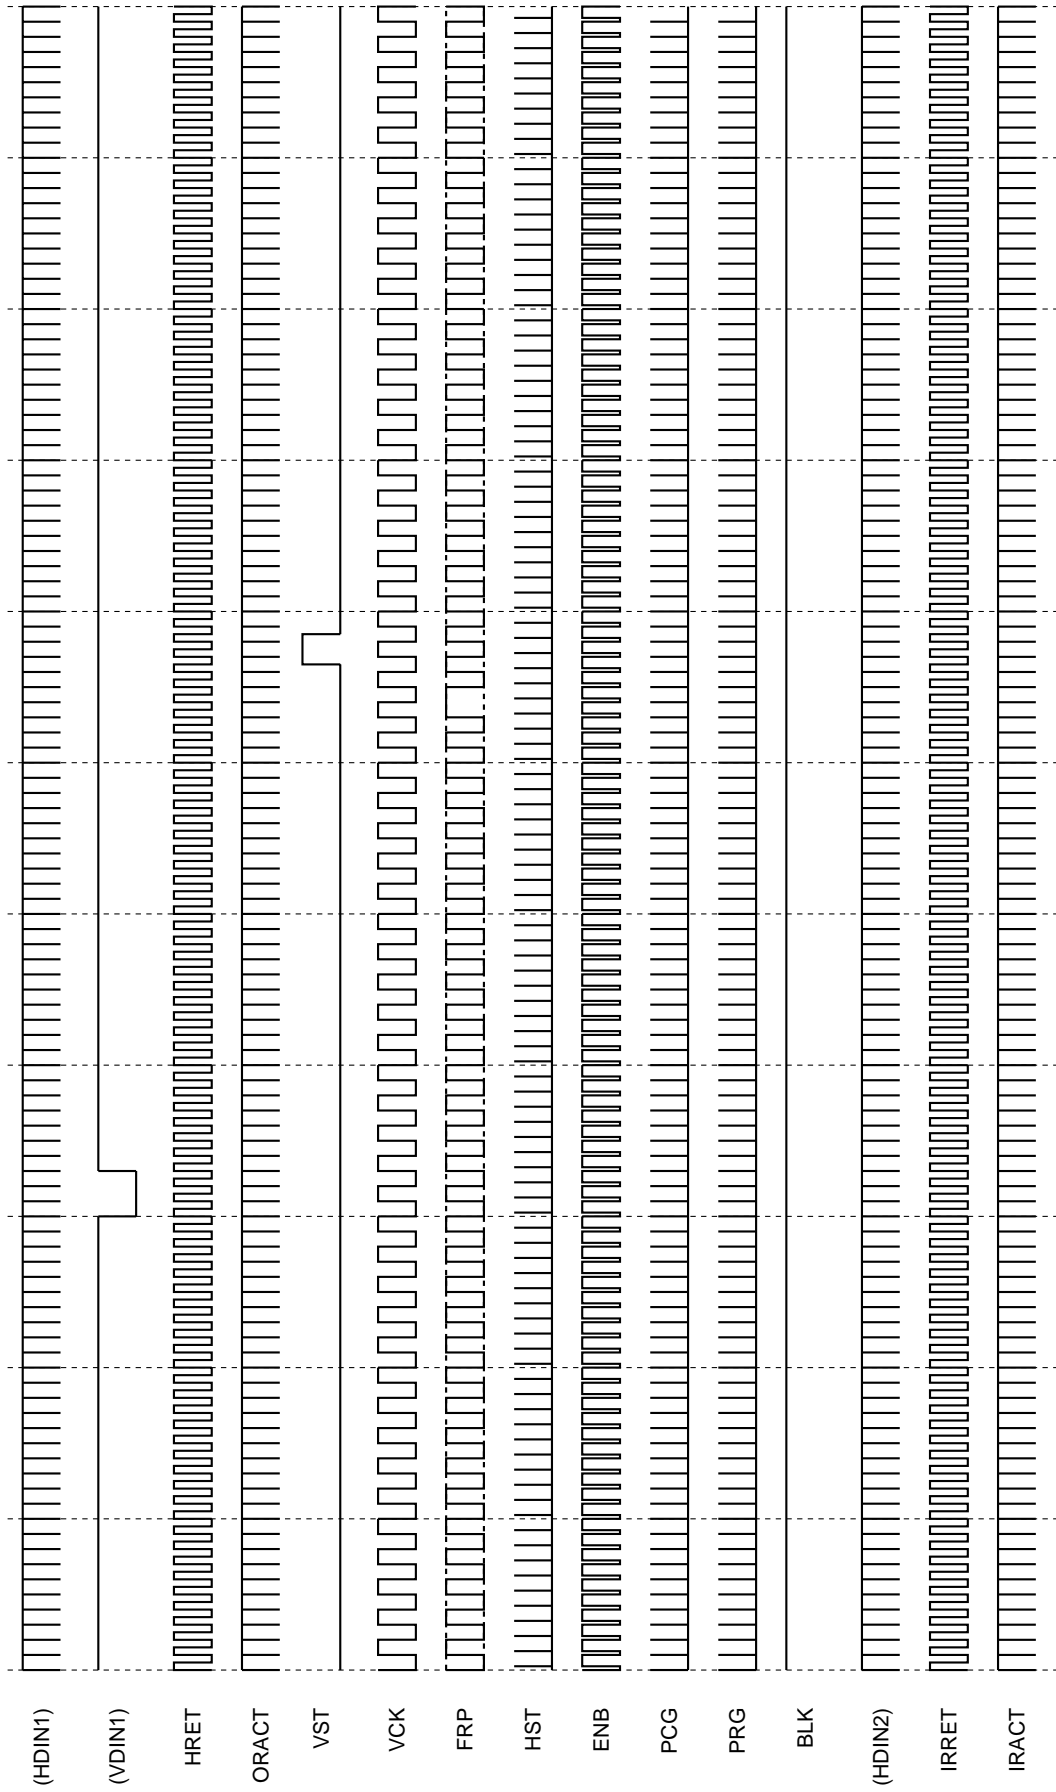 (HDIN1)
(VDIN1)
HRET
ORACT
VST
VCK
FRP
HST
ENB
PCG
PRG
BLK
(HDIN2)
IRRET
IRACT